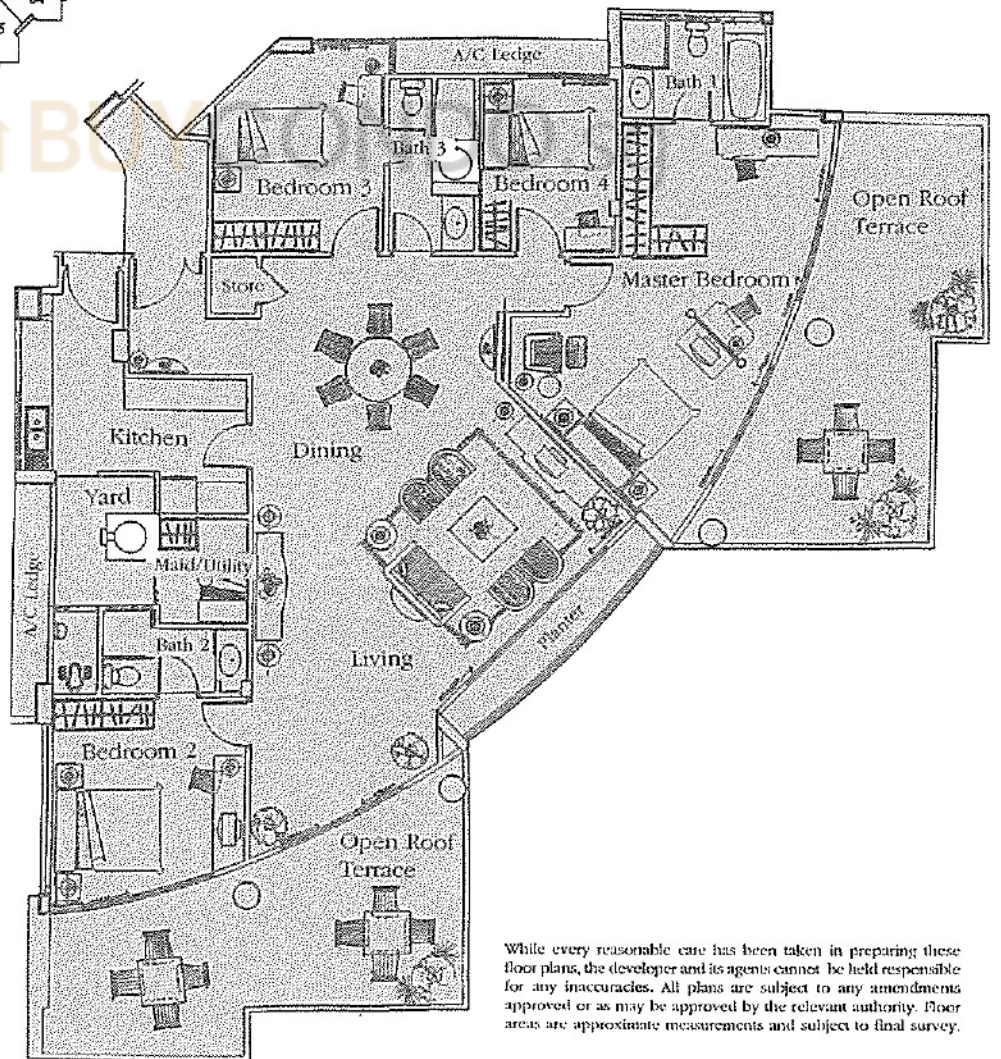 A/C Ledge
Bath 1
BUY CONDO
Bath 3
Bedroom 3
Bedroom 4
Open Roof
Terrace
Store
Master Bedroom
Kitchen
Dining
Yard
Maid/Utility
A/C Ledge
Planter
Bath 2
Living
Bedroom 2
Open Roof
Terrace
While every reasonable care has been taken in preparing these
floor plans, the developer and its agents cannot be held responsible
for any inaccuracies. All plans are subject to any amendments
approved or as may be approved by the relevant authority. Floor
areas are approximate measurements and subject to final survey.